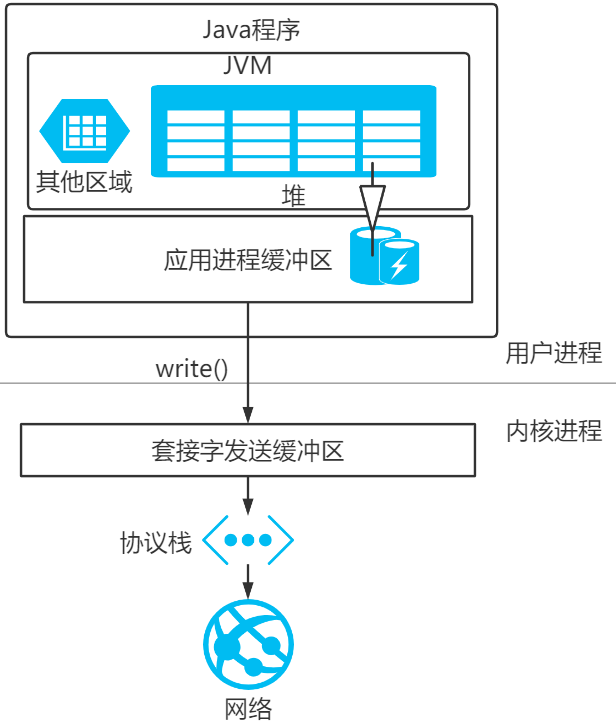 Java程序
JVM
其他区域
堆
应用进程缓冲区
用户进程
write()
内核进程
套接字发送缓冲区
协议栈
网络